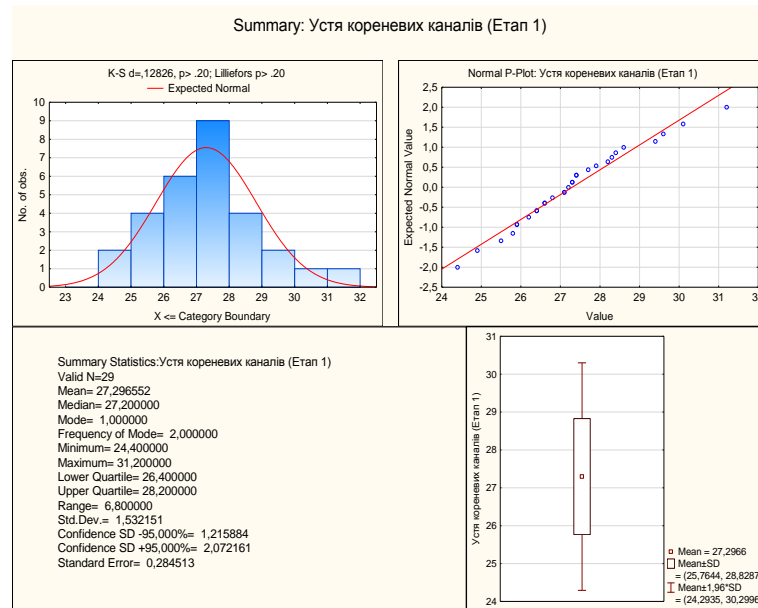 Summary: Устя кореневих каналів (Етап 1)
K-S d=,12826, p> .20; Lilliefors p> .20
Expected Normal
No. of obs.
10
9
8
7
6
5
4
3
2
1
0
23 24 25 26 27 28 29 30 31 32
X <= Category Boundary
Normal P-Plot: Устя кореневих каналів (Етап 1)
Expected Normal Value
2,5
2,0
1,5
1,0
0,5
0,0
-0,5
-1,0
-1,5
-2,0
-2,5
24 25 26 27 28 29 30 31 32
Value
Summary Statistics:Устя кореневих каналів (Етап 1)
Valid N=29
Mean= 27,296552
Median= 27,200000
Mode= 1,000000
Frequency of Mode= 2,000000
Minimum= 24,400000
Maximum= 31,200000
Lower Quartile= 26,400000
Upper Quartile= 28,200000
Range= 6,800000
Std.Dev.= 1,532151
Confidence SD -95,000%= 1,215884
Confidence SD +95,000%= 2,072161
Standard Error= 0,284513
Устя кореневих каналів (Етап 1)
31
30
29
28
27
26
25
24
Mean = 27,2966
Mean±SD
= (25,7644, 28,8287
Mean±1,96*SD
= (24,2935, 30,2996